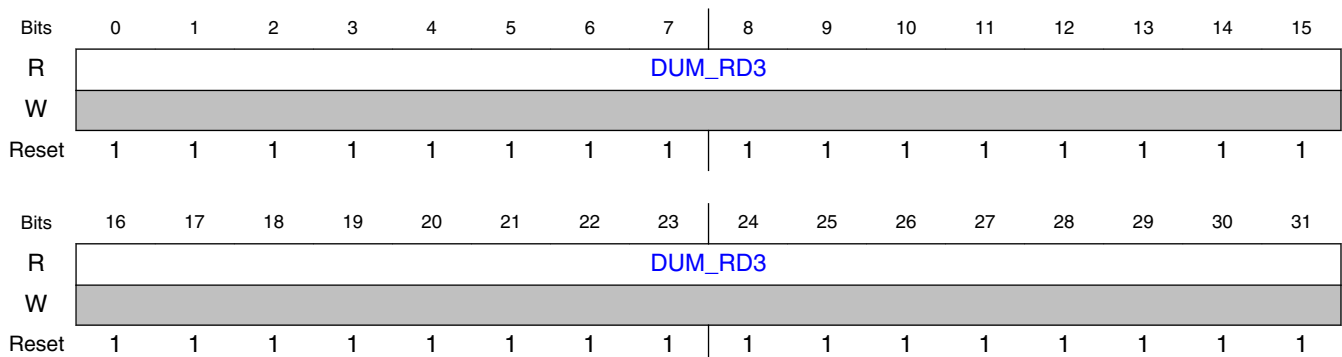 Bits 0 1 2 3 4 5 6 7 8 9 10 11 12 13 14 15
R DUM_RD3
W
Reset 1 1 1 1 1 1 1 1 1 1 1 1 1 1 1 1
Bits 16 17 18 19 20 21 22 23 24 25 26 27 28 29 30 31
R DUM_RD3
W
Reset 1 1 1 1 1 1 1 1 1 1 1 1 1 1 1 1